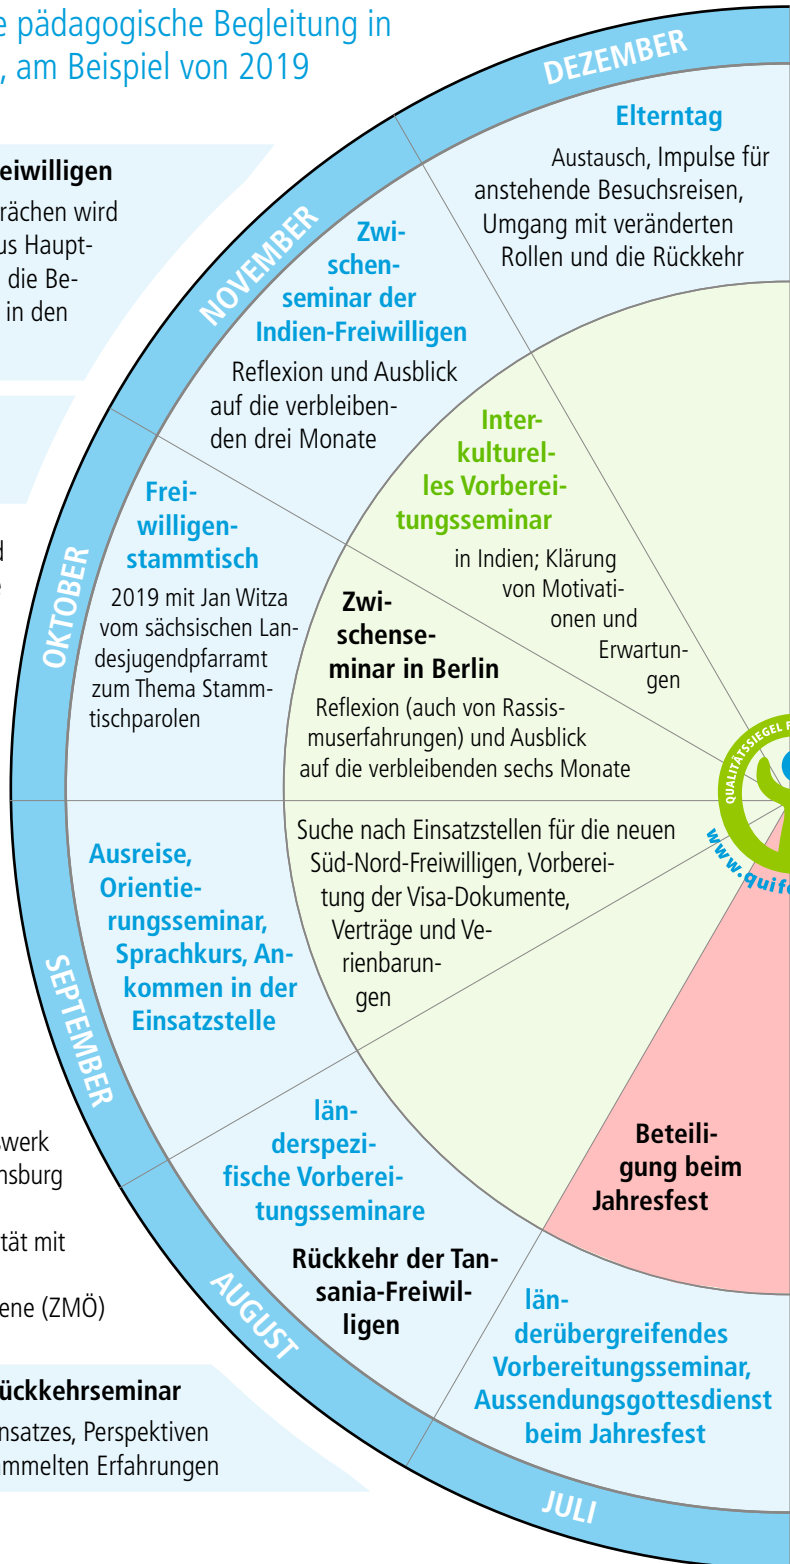 e pädagogische Begleitung in
, am Beispiel von 2019
DEZEMBER
Elterntag
Austausch, Impulse für
anstehende Besuchsreisen,
Umgang mit veränderten
Rollen und die Rückkehr
eiwilligen
rächen wird
us Haupt-
die Be-
in den
NOVEMBER
Zwi-
schen-
seminar der
Indien-Freiwilligen
Reflexion und Ausblick
auf die verbleiben-
den drei Monate
Inter-
kulturel-
les Vorberei-
tungsseminar
in Indien; Klärung
von Motivati-
onen und
Erwartun-
gen
OKTOBER
Frei-
willigen-
stammtisch
2019 mit Jan Witza
vom sächsischen Lan-
desjugendpfarramt
zum Thema Stamm-
tischparolen
Zwi-
schense-
minar in Berlin
Reflexion (auch von Rassis-
muserfahrungen) und Ausblick
auf die verbleibenden sechs Monate
QUALITÄTSSIEGEL F
www.quif
SEPTEMBER
Ausreise,
Orientie-
rungsseminar,
Sprachkurs, An-
kommen in der
Einsatzstelle
Suche nach Einsatzstellen für die neuen
Süd-Nord-Freiwilligen, Vorberei-
tung der Visa-Dokumente,
Verträge und Ve-
rienbarun-
gen
werk
nsburg
tät mit
ene (ZMÖ)
AUGUST
län-
derspezi-
fische Vorberei-
tungsseminare
Rückkehr der Tan-
sania-Freiwil-
ligen
Beteili-
gung beim
Jahresfest
län-
derübergreifendes
Vorbereitungsseminar,
Aussendungsgottesdienst
beim Jahresfest
JULI
ückkehrseminar
nsatzes, Perspektiven
ammelten Erfahrungen